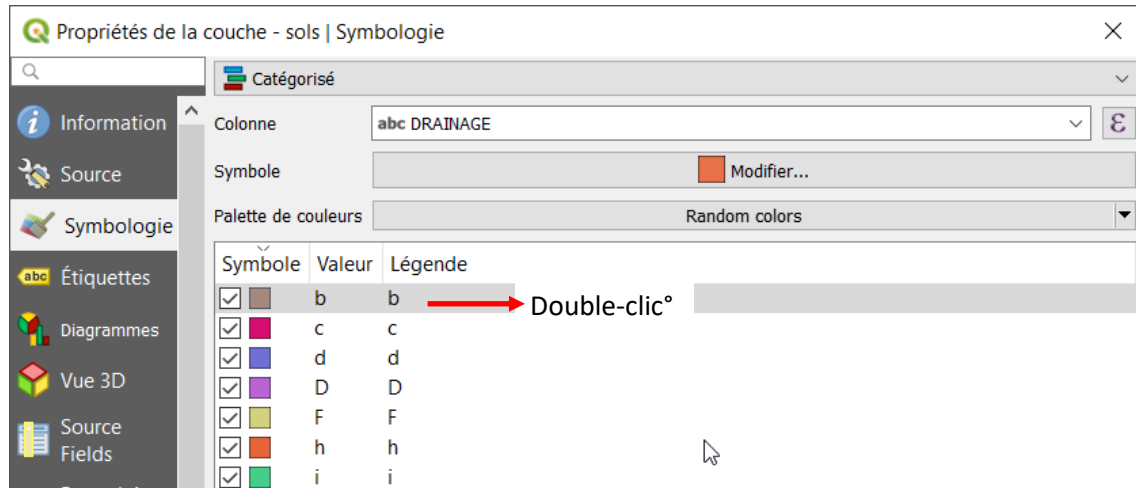 Propriétés de la couche - sols | Symbologie
Catégorisé
Information
Colonne
abc DRAINAGE
ε
Source
Symbole
Modifier...
Symbologie
Palette de couleurs
Random colors
abc Étiquettes
Symbole Valeur Légende
b b
Double-clic°
Diagrammes
c c
d d
Vue 3D
D D
Source
Fields
F F
h h
i i